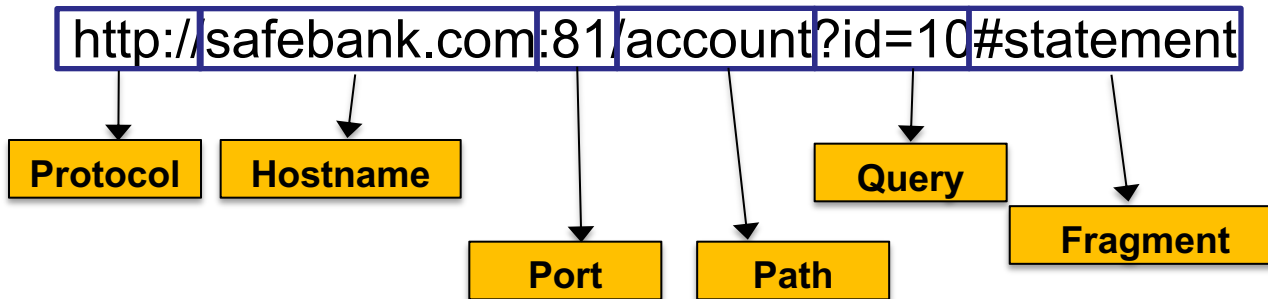 http://safebank.com:81/account?id=10#statement
Protocol
Hostname
Query
Fragment
Port
Path